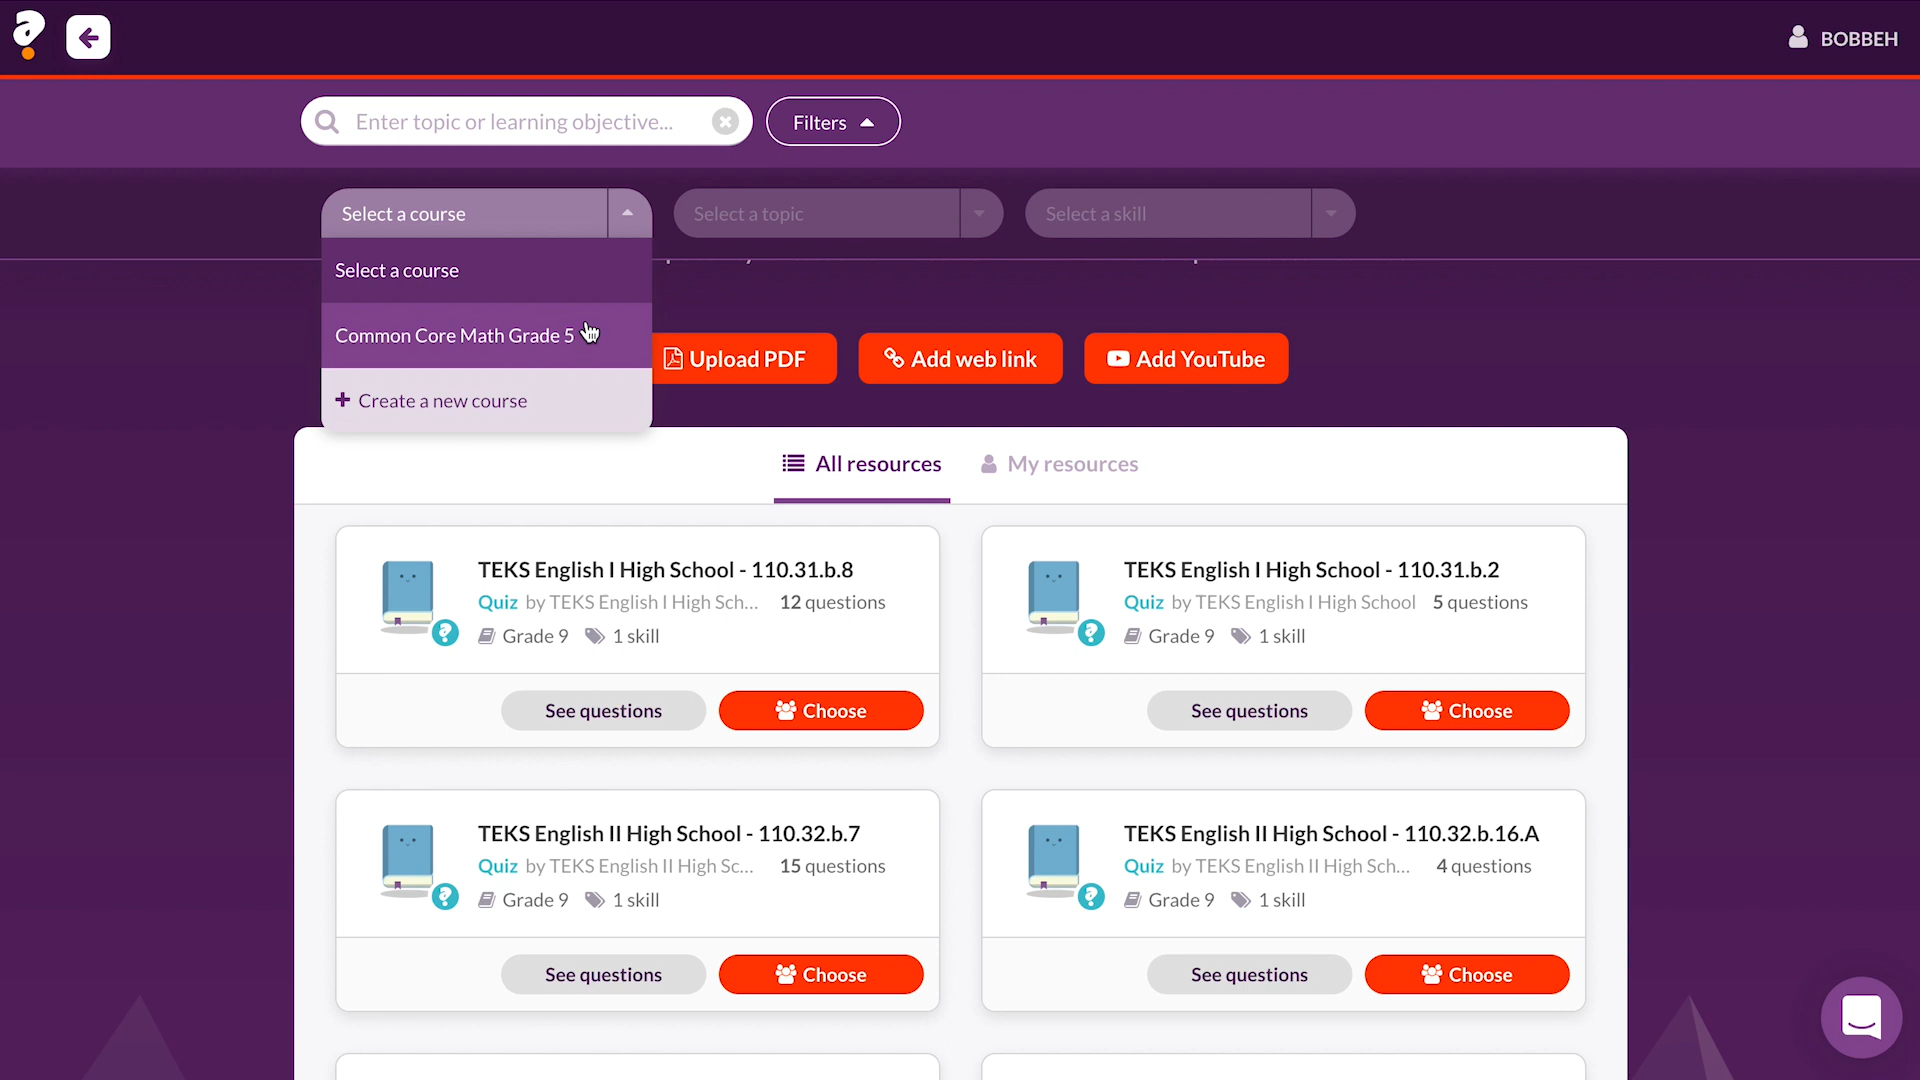 BOBBEH
Enter topic or learning objective...
Filters
Select a course
Select a topic
Select a skill
Select a course
Common Core Math Grade 5
Create a new course
Upload PDF
Add web link
Add YouTube
All resources
My resources
TEKS English I High School - 110.31.b.8
Quiz by TEKS English I High Sch... 12 questions
Grade 9 1 skill
See questions
Choose
TEKS English I High School - 110.31.b.2
Quiz by TEKS English I High School 5 questions
Grade 9 1 skill
See questions
Choose
TEKS English II High School - 110.32.b.7
Quiz by TEKS English II High Sc... 15 questions
Grade 9 1 skill
See questions
Choose
TEKS English II High School - 110.32.b.16.A
Quiz by TEKS English II High Sch... 4 questions
Grade 9 1 skill
See questions
Choose